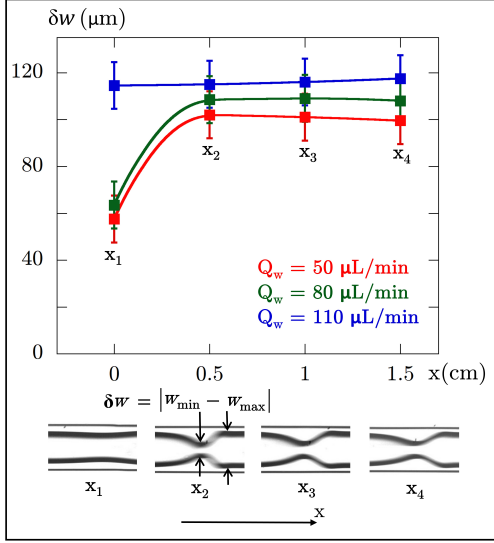 δw (μm)
120
80
40
0
x₁
x₂
x₃
x₄
Q_w = 50 μL/min
Q_w = 80 μL/min
Q_w = 110 μL/min
0 0.5 1 1.5 x(cm)
δw = |w_min − w_max|
x₁ x₂ x₃ x₄
x